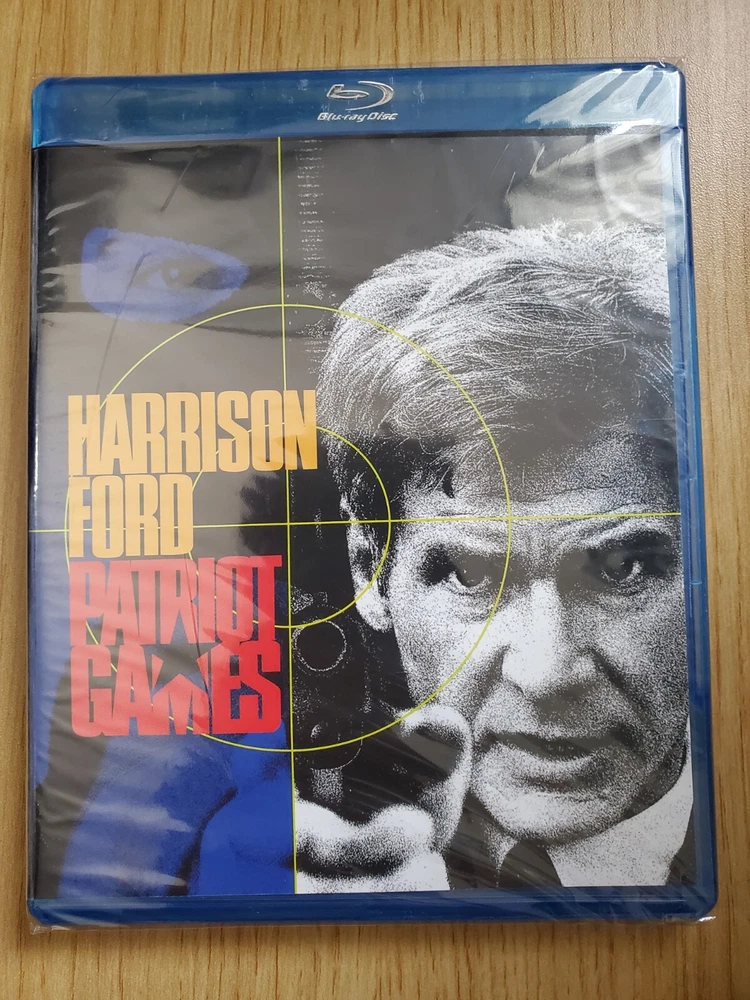 Blu-ray Disc
HARRISON
FORD
PATRIOT
GAMES